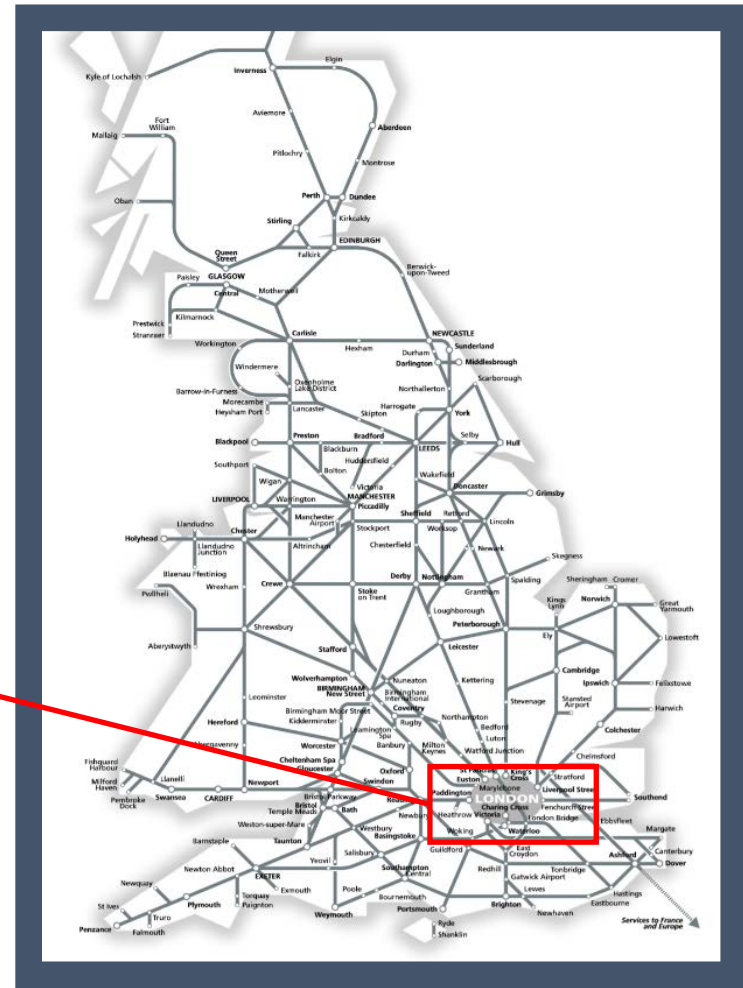 Elgin
Kyle of Lochalsh
Inverness
Aviemore
Fort
William
Aberdeen
Mallaig
Pitlochry
Montrose
Perth
Dundee
Oban
Stirling
Kirkcaldy
EDINBURGH
Queen
Street
Falkirk
Berwick-
upon-Tweed
Paisley
GLASGOW
Central
Motherwell
Prestwick
Kilmarnock
Stranraer
Carlisle
NEWCASTLE
Workington
Hexham
Sunderland
Durham
Darlington
Middlesbrough
Windermere
Scarborough
Oxenholme
Lake District
Northallerton
Barrow-in-Furness
Morecambe
Heysham Port
Lancaster
Harrogate
York
Skipton
Blackpool
Preston
Bradford
LEEDS
Selby
Hull
Blackburn
Southport
Bolton
Huddersfield
Wakefield
Wigan
Victoria
MANCHESTER
Piccadilly
Doncaster
Grimsby
LIVERPOOL
Warrington
Manchester
Airport
Stockport
Sheffield
Retford
Worksop
Lincoln
Llandudno
Chester
Altrincham
Holyhead
Llandudno
Junction
Chesterfield
Newark
Skegness
Blaenau Ffestiniog
Wrexham
Crewe
Stoke
on Trent
Derby
Nottingham
Grantham
Spalding
Sheringham
Cromer
Pwllheli
Loughborough
Kings
Lynn
Norwich
Great
Yarmouth
Shrewsbury
Peterborough
Ely
Aberystwyth
Stafford
Leicester
Lowestoft
Wolverhampton
BIRMINGHAM
New Street
Nuneaton
Birmingham
International
Kettering
Cambridge
Ipswich
Felixstowe
Leominster
Birmingham Moor Street
Kidderminster
Coventry
Rugby
Northampton
Stevenage
Stansted
Airport
Harwich
Hereford
Leamington
Spa
Bedford
Colchester
Abergavenny
Worcester
Banbury
Milton
Keynes
Luton
Watford Junction
Chelmsford
Fishguard
Harbour
Cheltenham Spa
Gloucester
Oxford
St Pancras
Euston
King's
Cross
Stratford
Milford
Haven
Llanelli
Newport
Swindon
Paddington
Marylebone
Liverpool Street
Pembroke
Dock
Swansea
CARDIFF
Bristol Parkway
Bristol
Temple Meads
Bath
LONDON
Charing Cross
Fenchurch Street
Southend
Newbury
Heathrow
Victoria
London Bridge
Ebbsfleet
Weston-super-Mare
Westbury
Basingstoke
Woking
Waterloo
Margate
Barnstaple
Taunton
Guildford
East
Croydon
Canterbury
Newton Abbot
Yeovil
Salisbury
Southampton
Central
Redhill
Gatwick Airport
Tonbridge
Ashford
Dover
EXETER
Newquay
Exmouth
Poole
Bournemouth
Lewes
Hastings
St Ives
Plymouth
Torquay
Paignton
Weymouth
Portsmouth
Brighton
Newhaven
Eastbourne
Truro
Penzance
Falmouth
Ryde
Shanklin
Services to France
and Europe